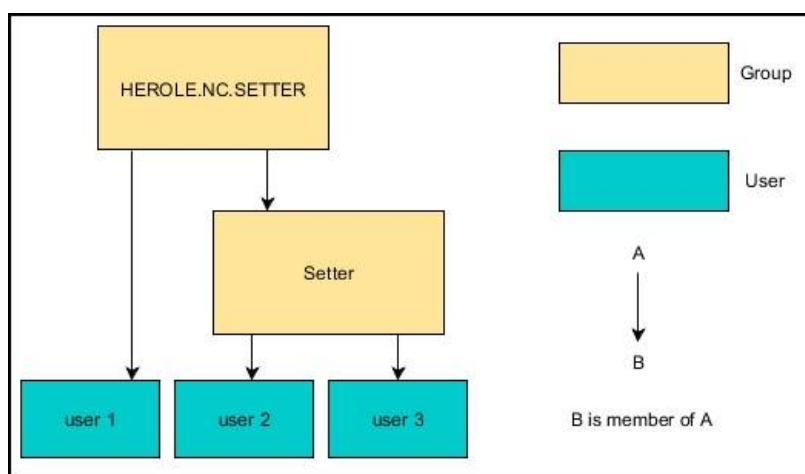 HEROLE.NC.SETTER
Group
User
Setter
A
B
user 1
user 2
user 3
B is member of A